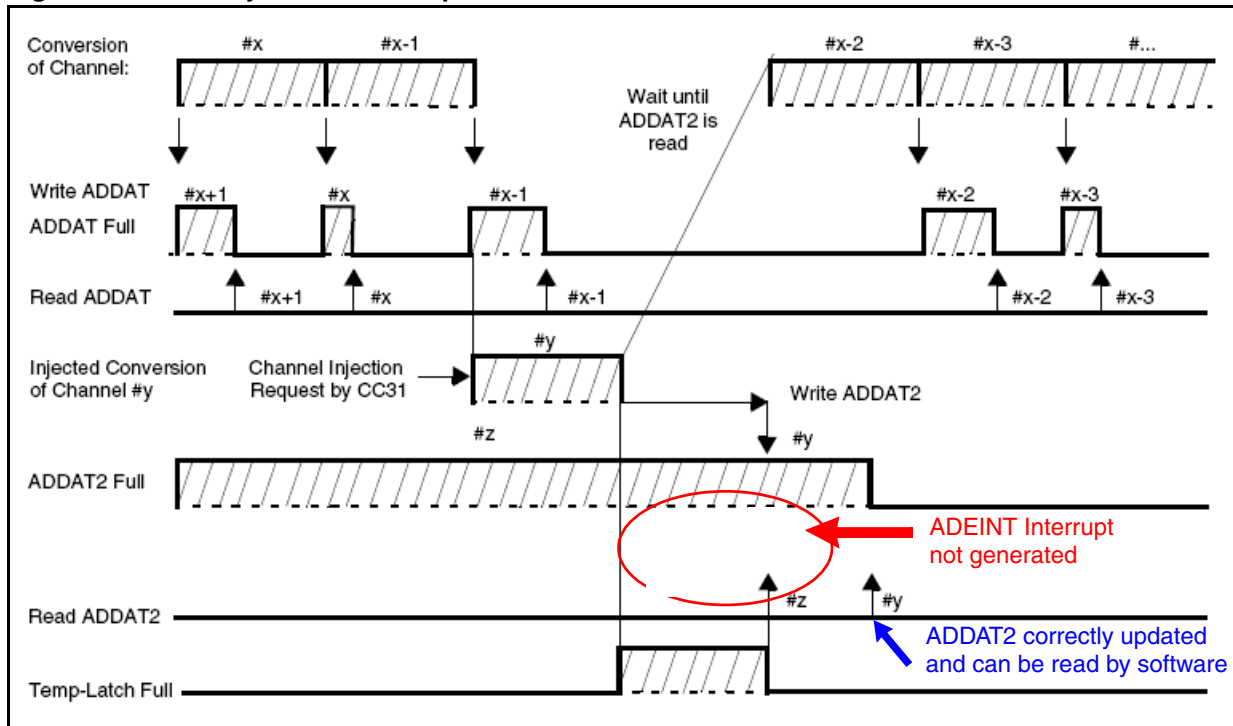 Conversion
of Channel:
#x
#x-1
#x-2
#x-3
#...
Wait until
ADDAT2 is
read
Write ADDAT
ADDAT Full
#x+1
#x
#x-1
#x-2
#x-3
Read ADDAT
#x+1
#x
#x-1
#x-2
#x-3
Injected Conversion
of Channel #y
Channel Injection
Request by CC31
#y
Write ADDAT2
#z
#y
ADDAT2 Full
ADEINT Interrupt
not generated
Read ADDAT2
#z
#y
ADDAT2 correctly updated
and can be read by software
Temp-Latch Full